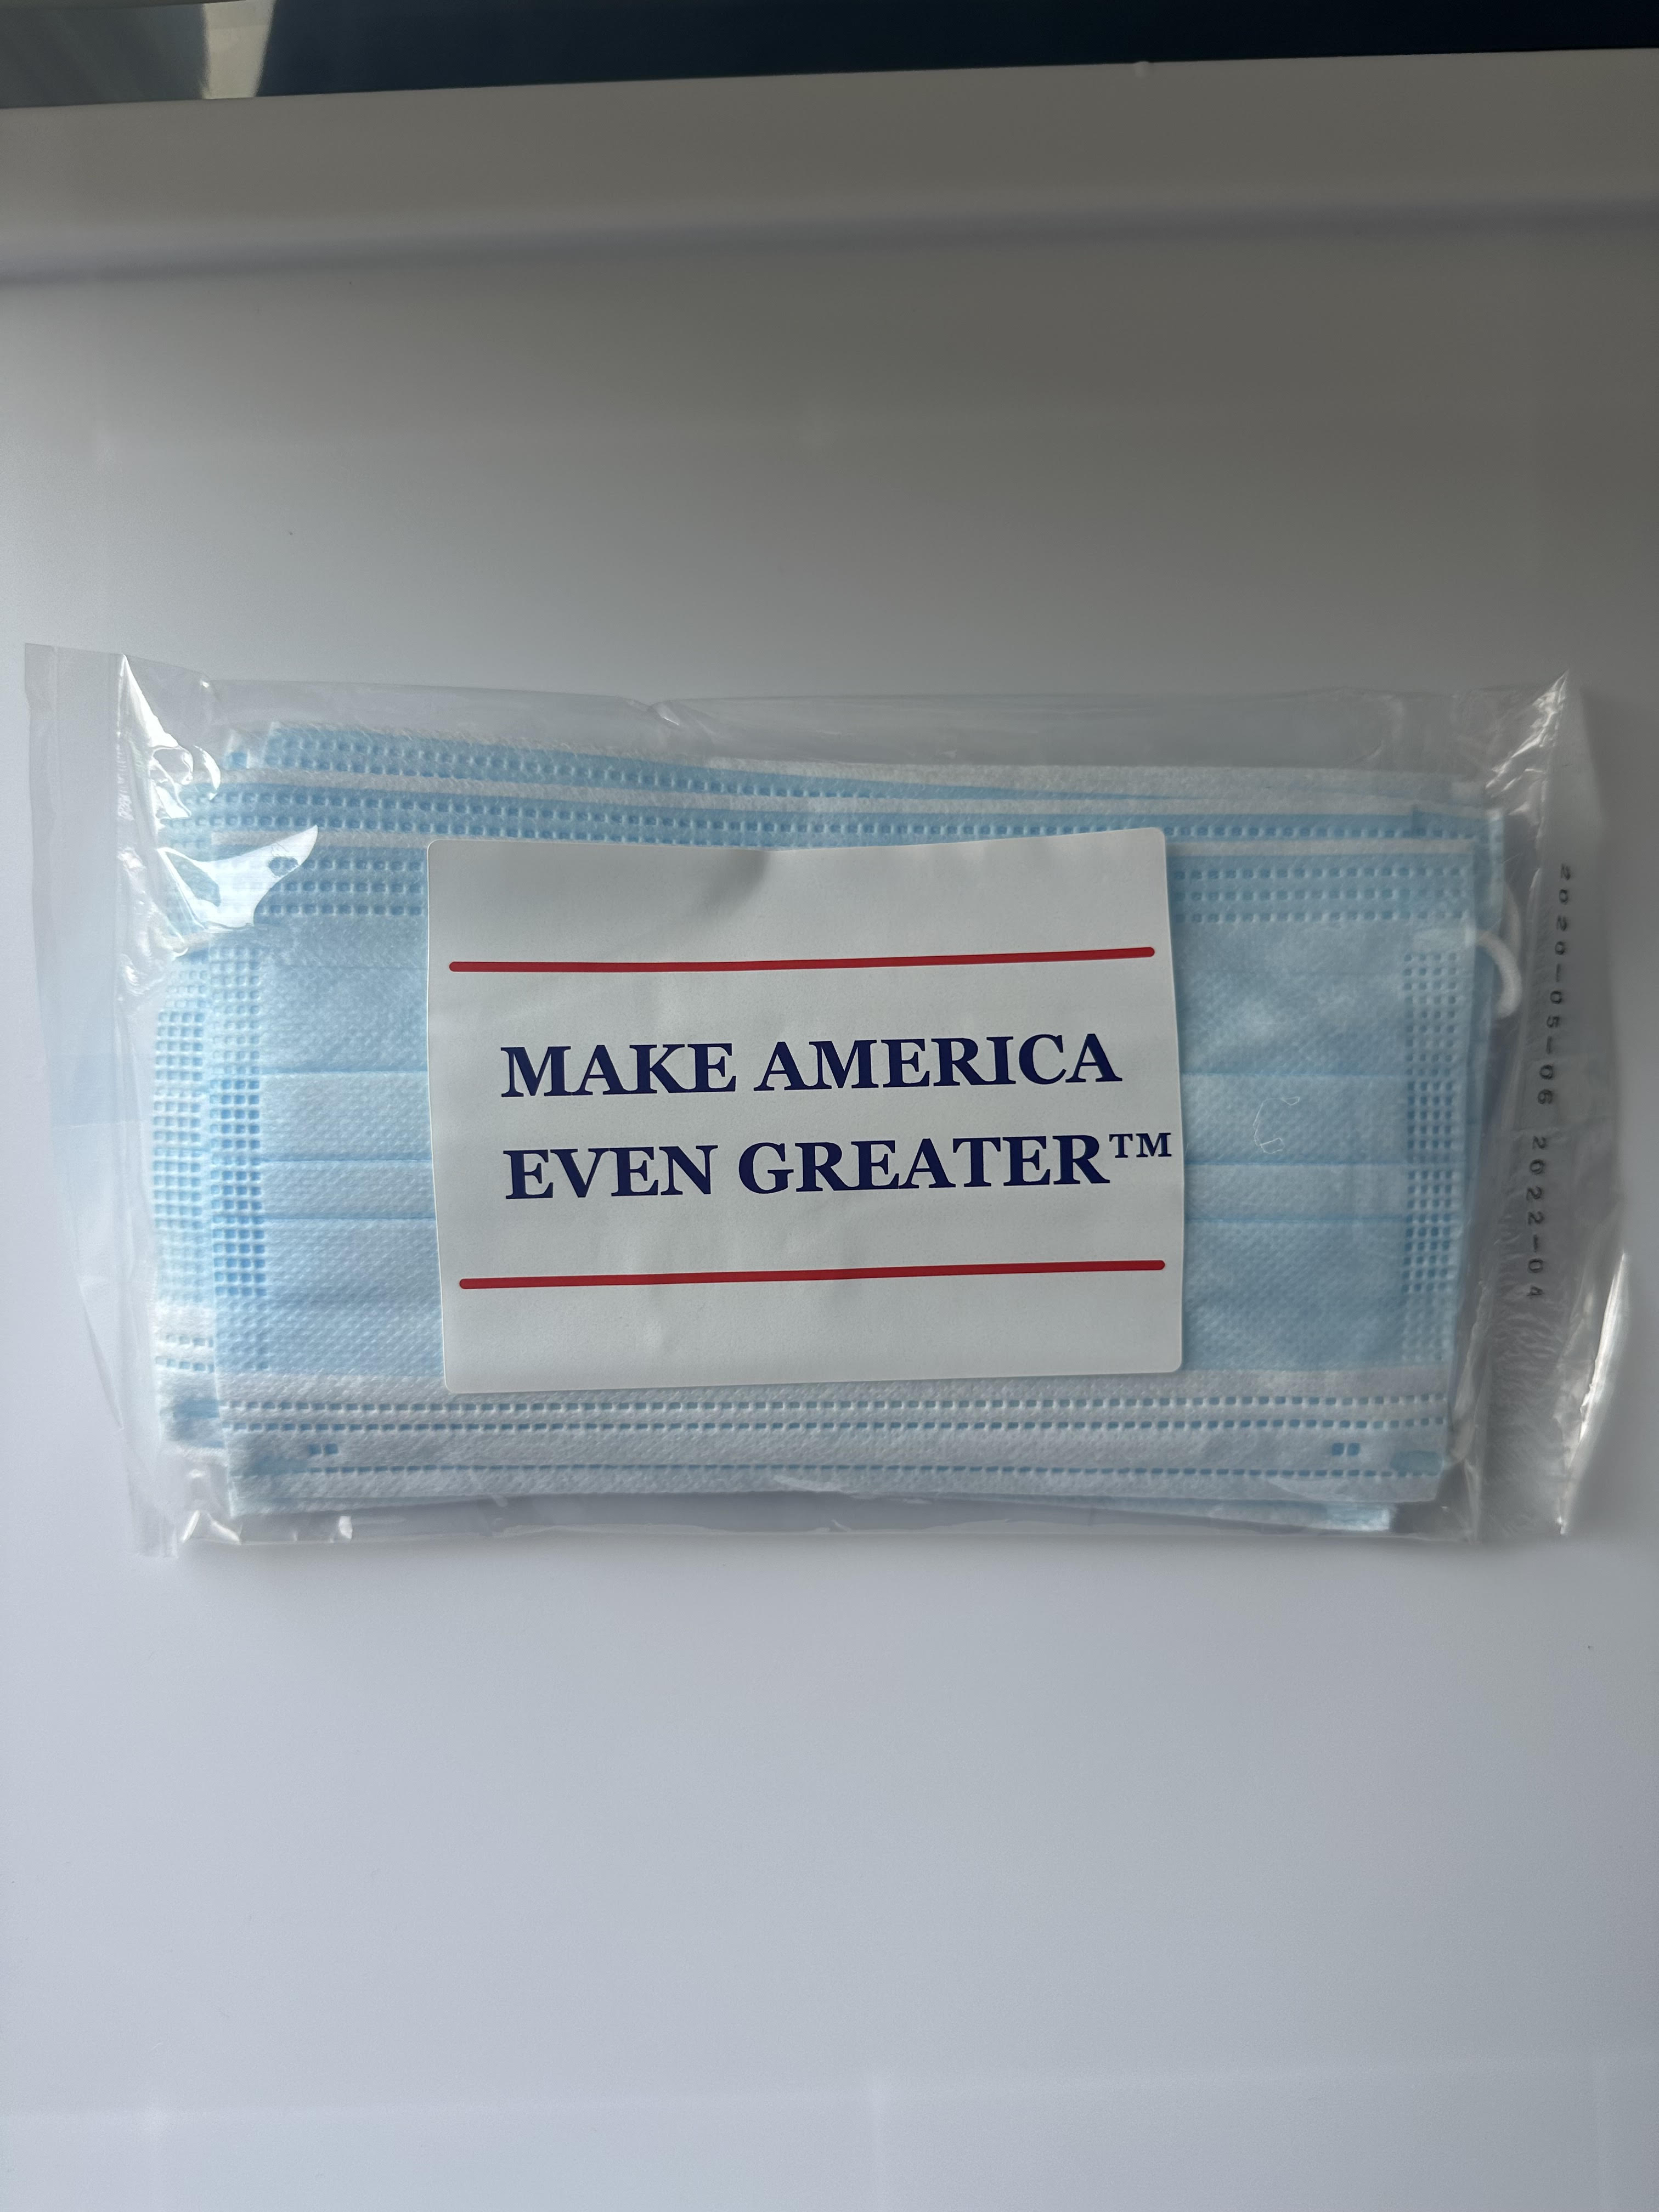 MAKE AMERICA
EVEN GREATER™
2020-05-06 2022-04